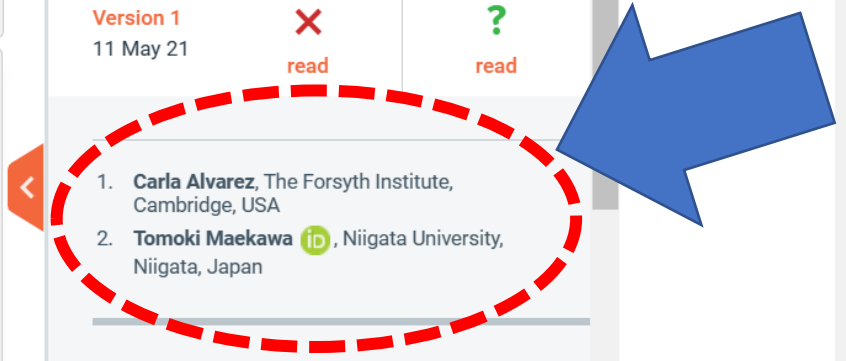 Version 1
11 May 21
read
?
read
1. Carla Alvarez, The Forsyth Institute,
Cambridge, USA
2. Tomoki Maekawa iD, Niigata University,
Niigata, Japan